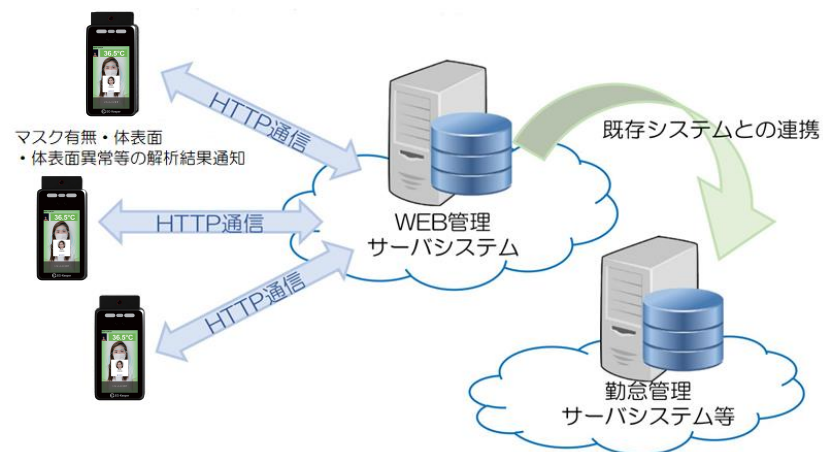 36.5°C
HTTP通信
マスク有無・体表面
・体表面異常等の解析結果通知
既存システムとの連携
36.5°C
HTTP通信
WEB管理
サーバシステム
HTTP通信
36.5°C
勤怠管理
サーバシステム等